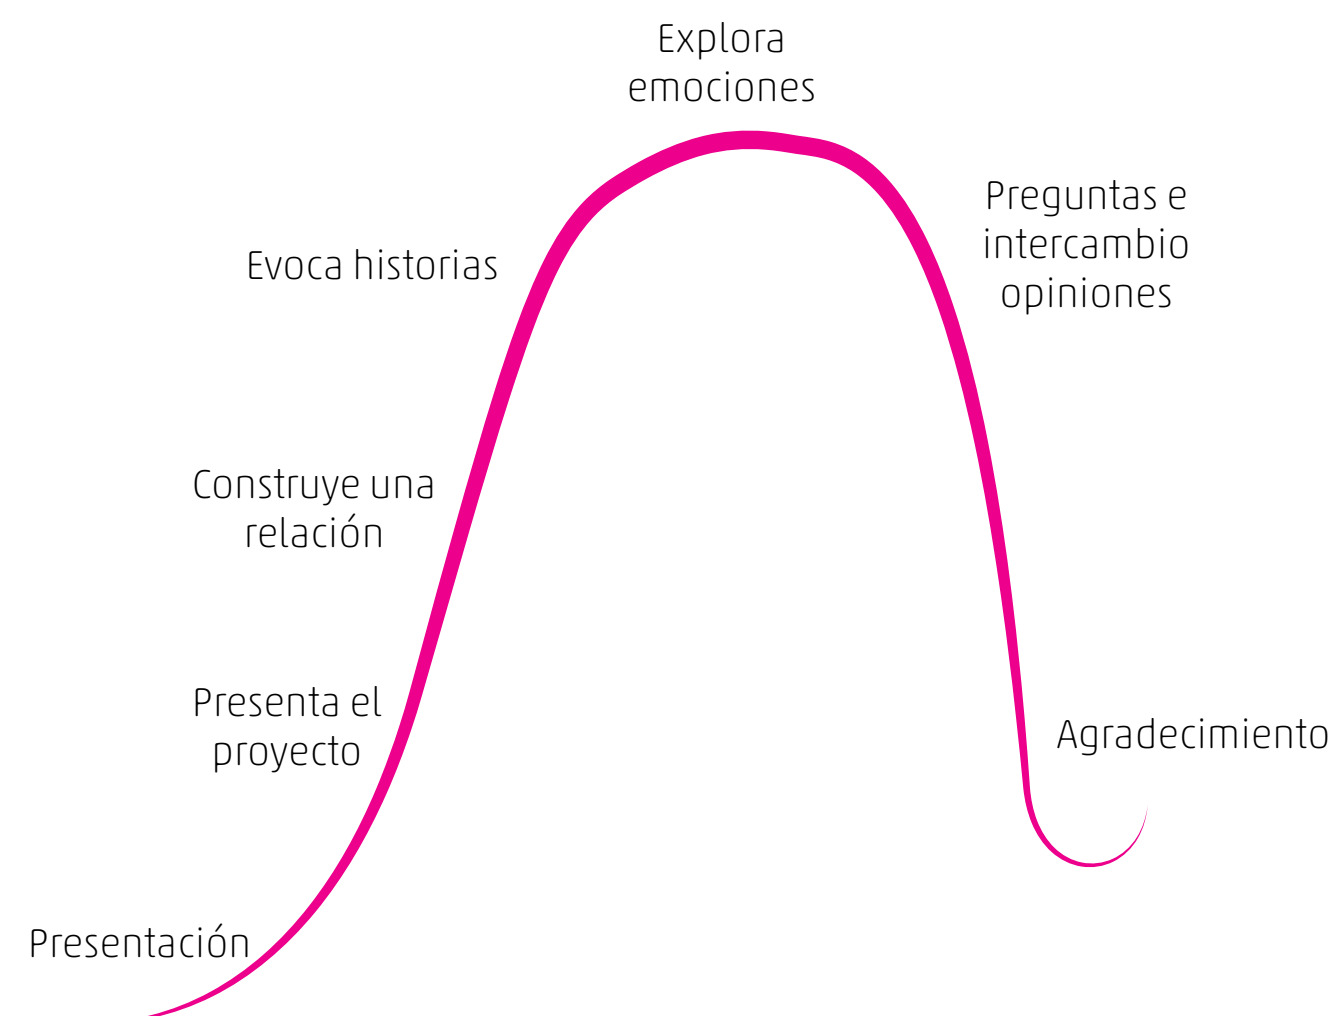 Explora
emociones
Preguntas e
intercambio
opiniones
Evoca historias
Construye una
relación
Presenta el
proyecto
Agradecimiento
Presentación